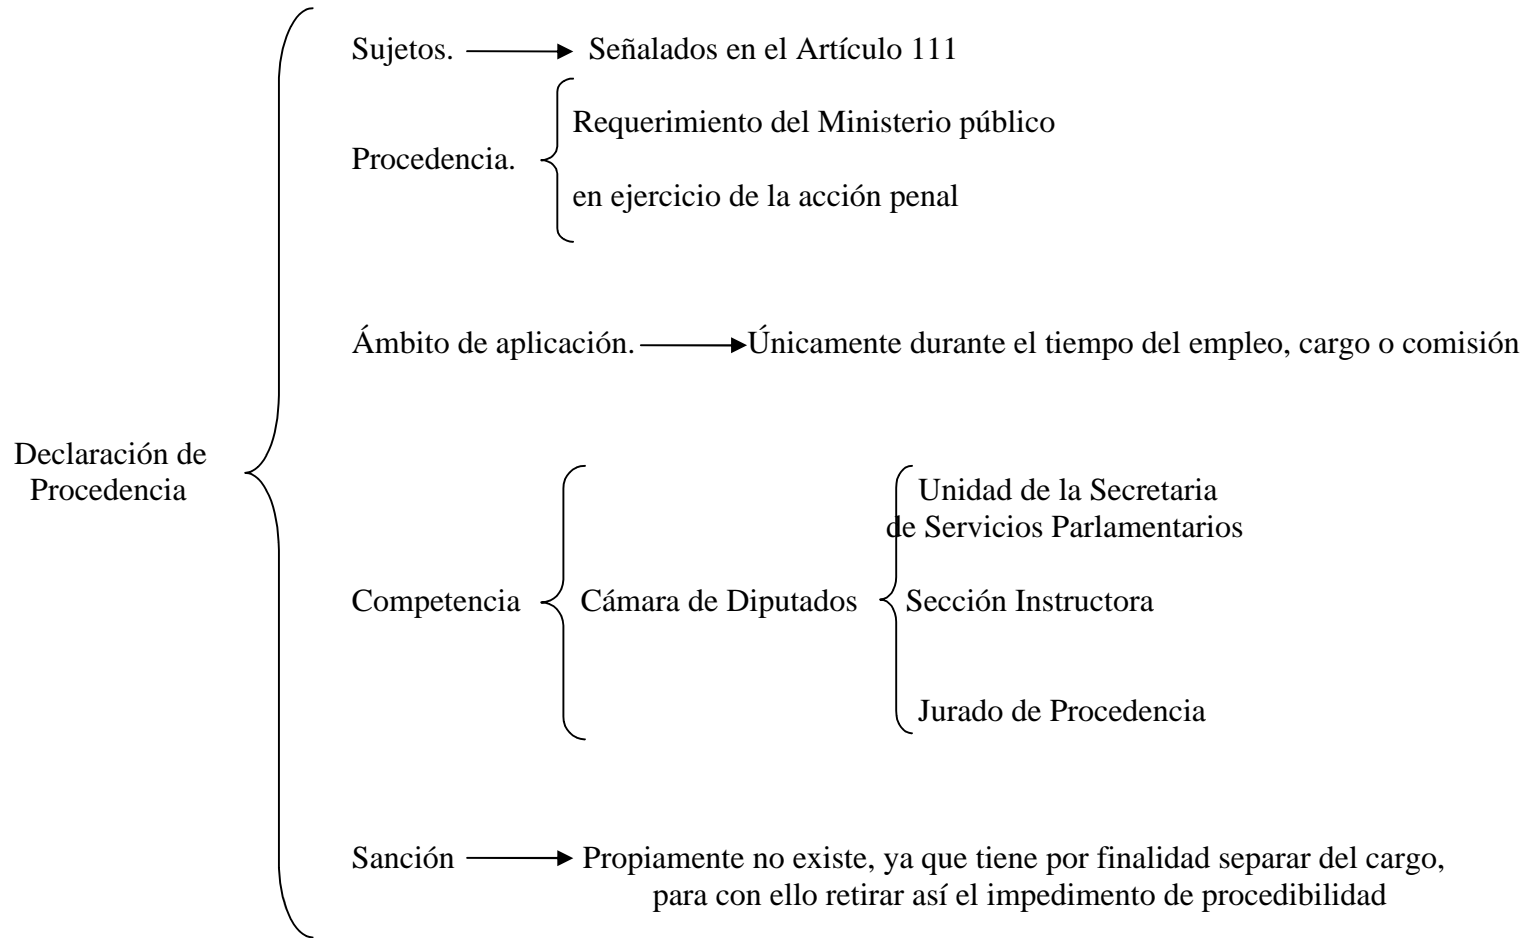 Sujetos. Señalados en el Artículo 111
Requerimiento del Ministerio público
Procedencia.
en ejercicio de la acción penal
Ámbito de aplicación. Únicamente durante el tiempo del empleo, cargo o comisión
Declaración de
Procedencia
Unidad de la Secretaria
de Servicios Parlamentarios
Competencia Cámara de Diputados Sección Instructora
Jurado de Procedencia
Sanción Propiamente no existe, ya que tiene por finalidad separar del cargo,
para con ello retirar así el impedimento de procedibilidad